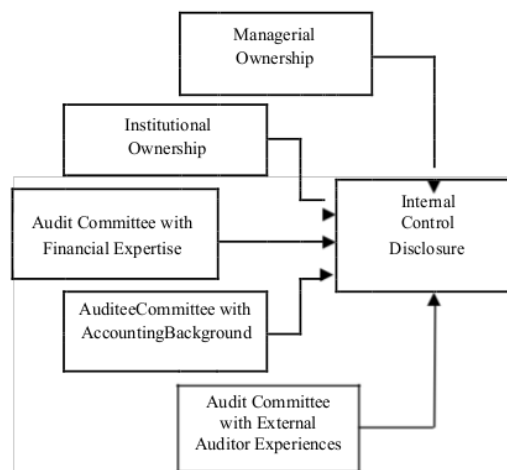 Managerial
Ownership
Institutional
Ownership
Internal
Control
Disclosure
Audit Committee with
Financial Expertise
AuditeeCommittee with
AccountingBackground
Audit Committee
with External
Auditor Experiences